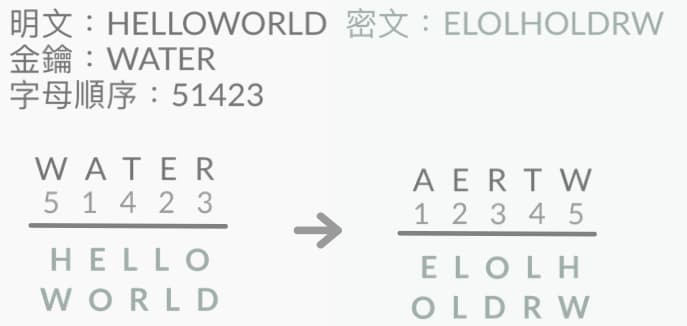 明文：HELLOWORLD 密文：ELOLHOLDRW
金鑰：WATER
字母順序：51423
W A T E R
5 1 4 2 3
H E L L O
W O R L D
A E R T W
1 2 3 4 5
E L O L H
O L D R W